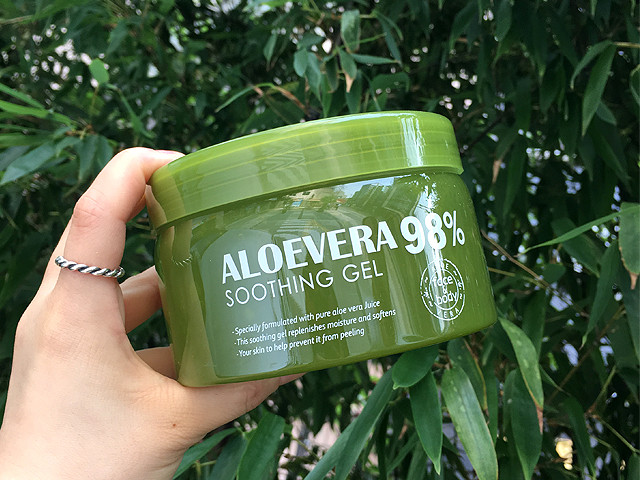 ALOEVERA 98%
SOOTHING GEL
-Specially formulated with pure aloe vera Juice
-This soothing gel replenishes moisture and softens
-Your skin to help prevent it from peeling
face
&
body